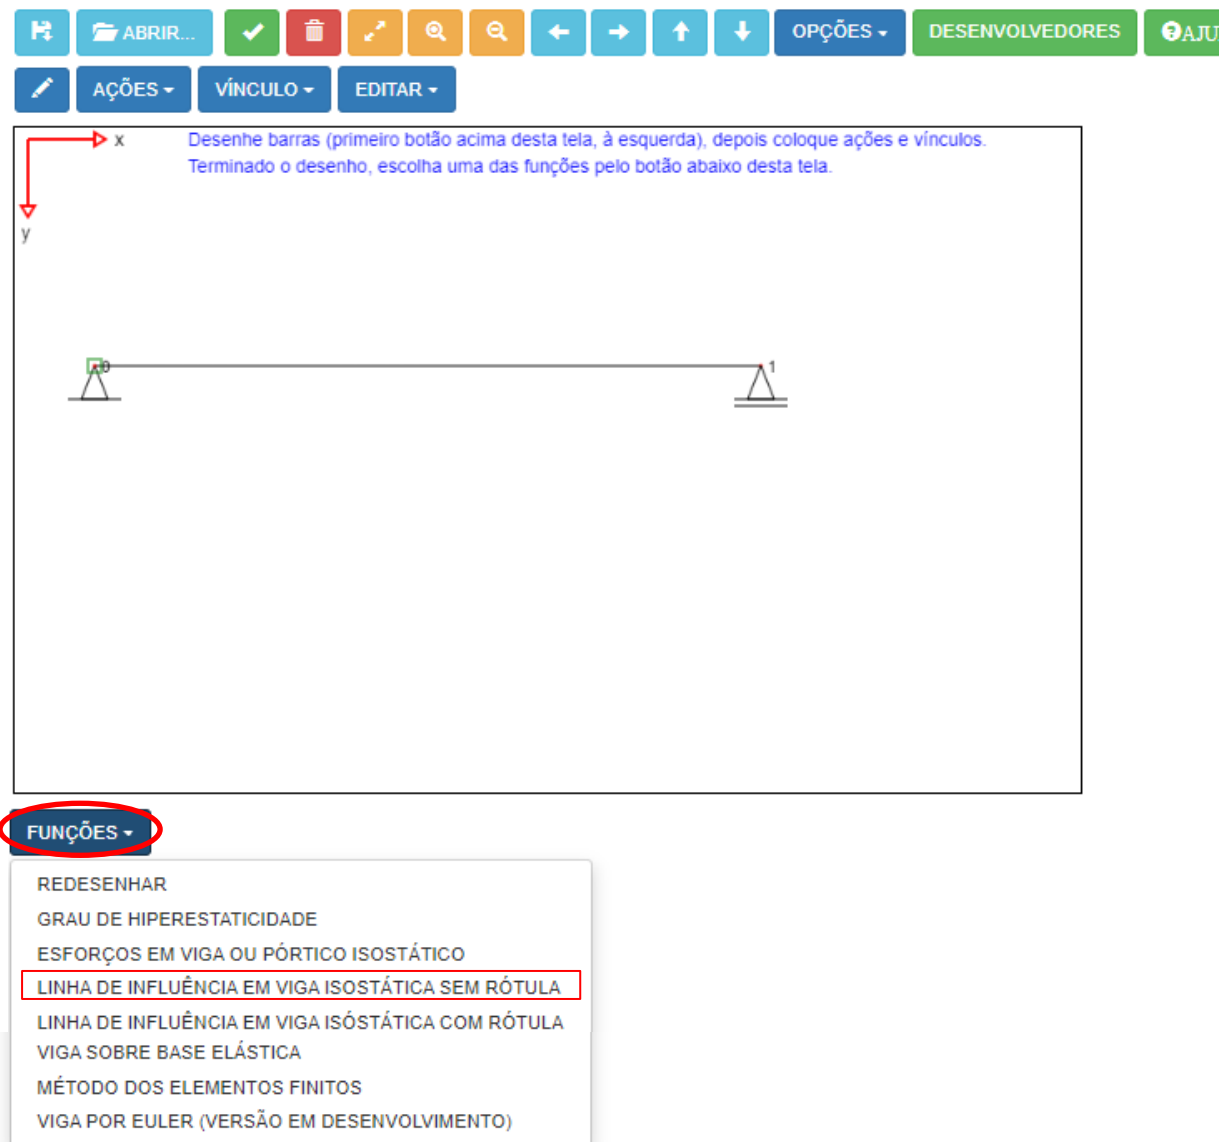 ABRIR...
OPÇÕES
DESENVOLVEDORES
AJU
AÇÕES
VÍNCULO
EDITAR
x
Desenhe barras (primeiro botão acima desta tela, à esquerda), depois coloque ações e vínculos.
Terminado o desenho, escolha uma das funções pelo botão abaixo desta tela.
y
0
1
FUNÇÕES
REDESENHAR
GRAU DE HIPERESTATICIDADE
ESFORÇOS EM VIGA OU PÓRTICO ISOSTÁTICO
LINHA DE INFLUÊNCIA EM VIGA ISOSTÁTICA SEM RÓTULA
LINHA DE INFLUÊNCIA EM VIGA ISÓSTÁTICA COM RÓTULA
VIGA SOBRE BASE ELÁSTICA
MÉTODO DOS ELEMENTOS FINITOS
VIGA POR EULER (VERSÃO EM DESENVOLVIMENTO)